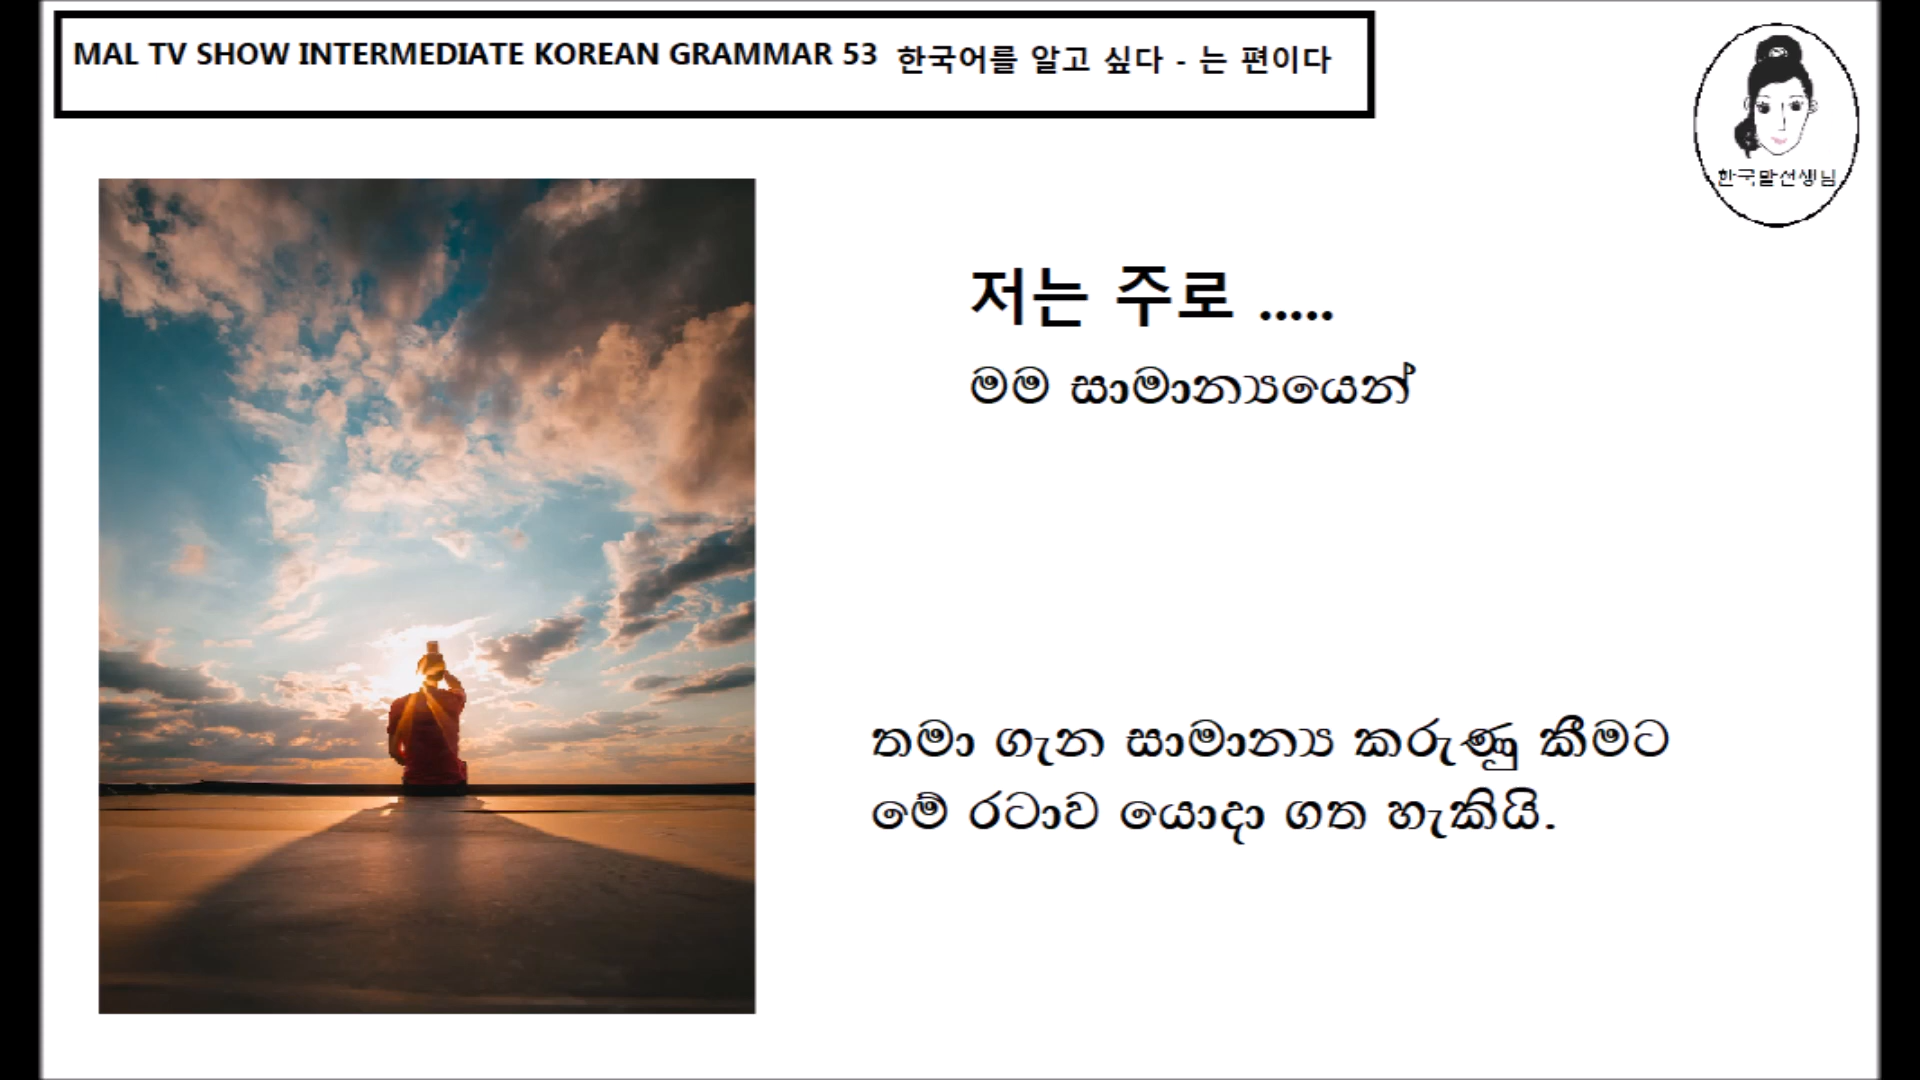 MAL TV SHOW INTERMEDIATE KOREAN GRAMMAR 53 한국어를 알고 싶다 - 는 편이다
한국말선생님
저는 주로 .....
මම සාමාන්‍යයෙන්
තමා ගැන සාමාන්‍ය කරුණු කීමට
මේ රටාව යොදා ගත හැකියි.